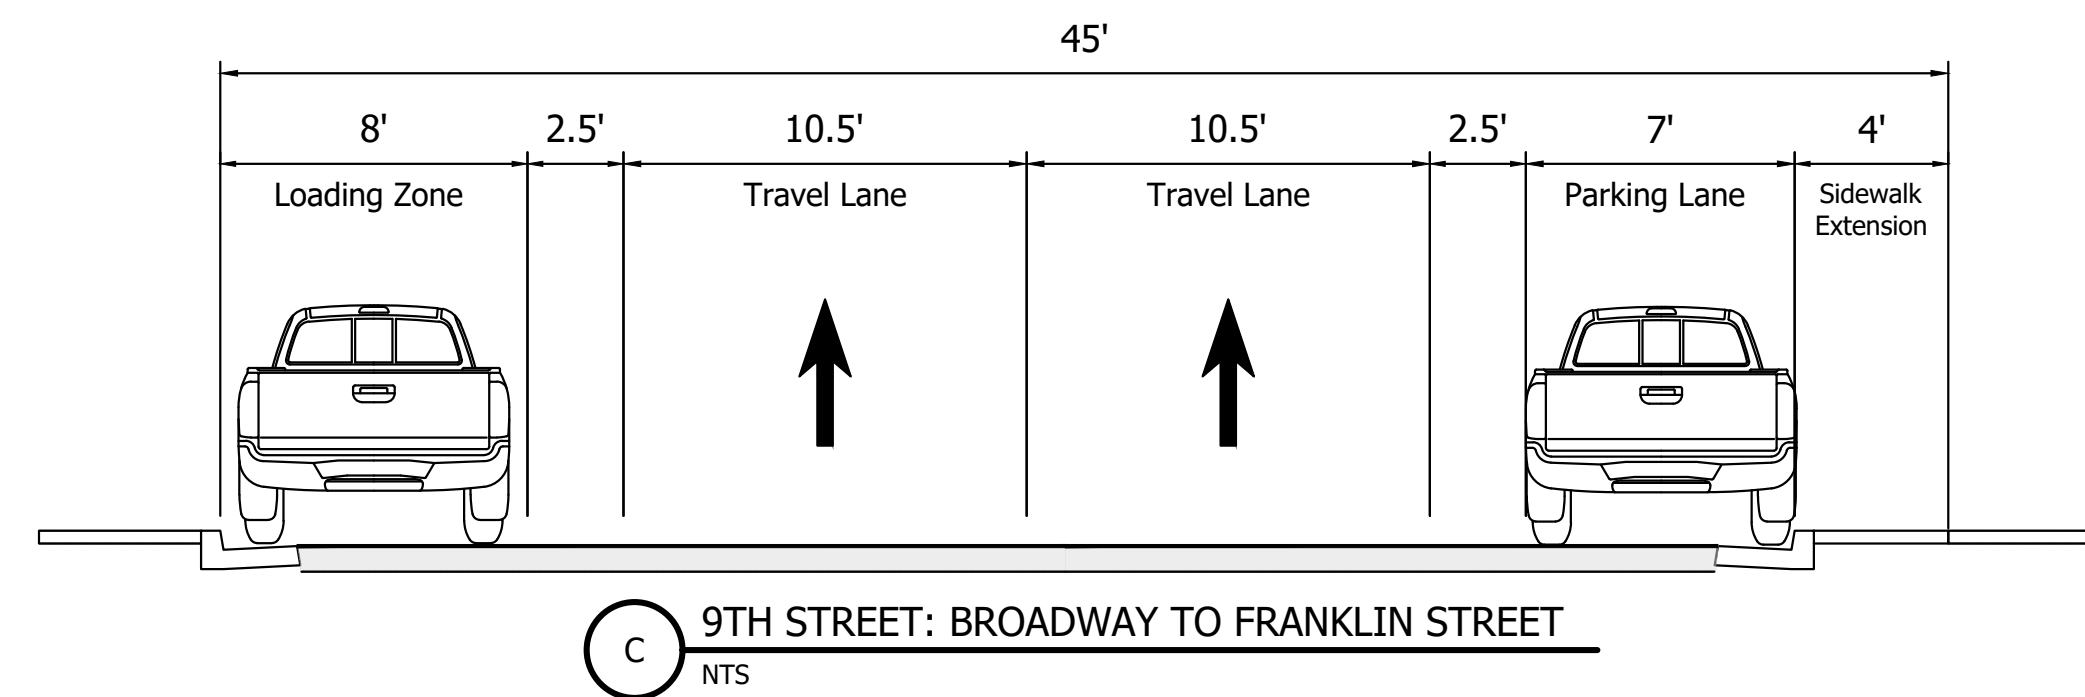 45'
8' 2.5' 10.5' 10.5' 2.5' 7' 4'
Loading Zone Travel Lane Travel Lane Parking Lane Sidewalk
Extension
C 9TH STREET: BROADWAY TO FRANKLIN STREET
NTS